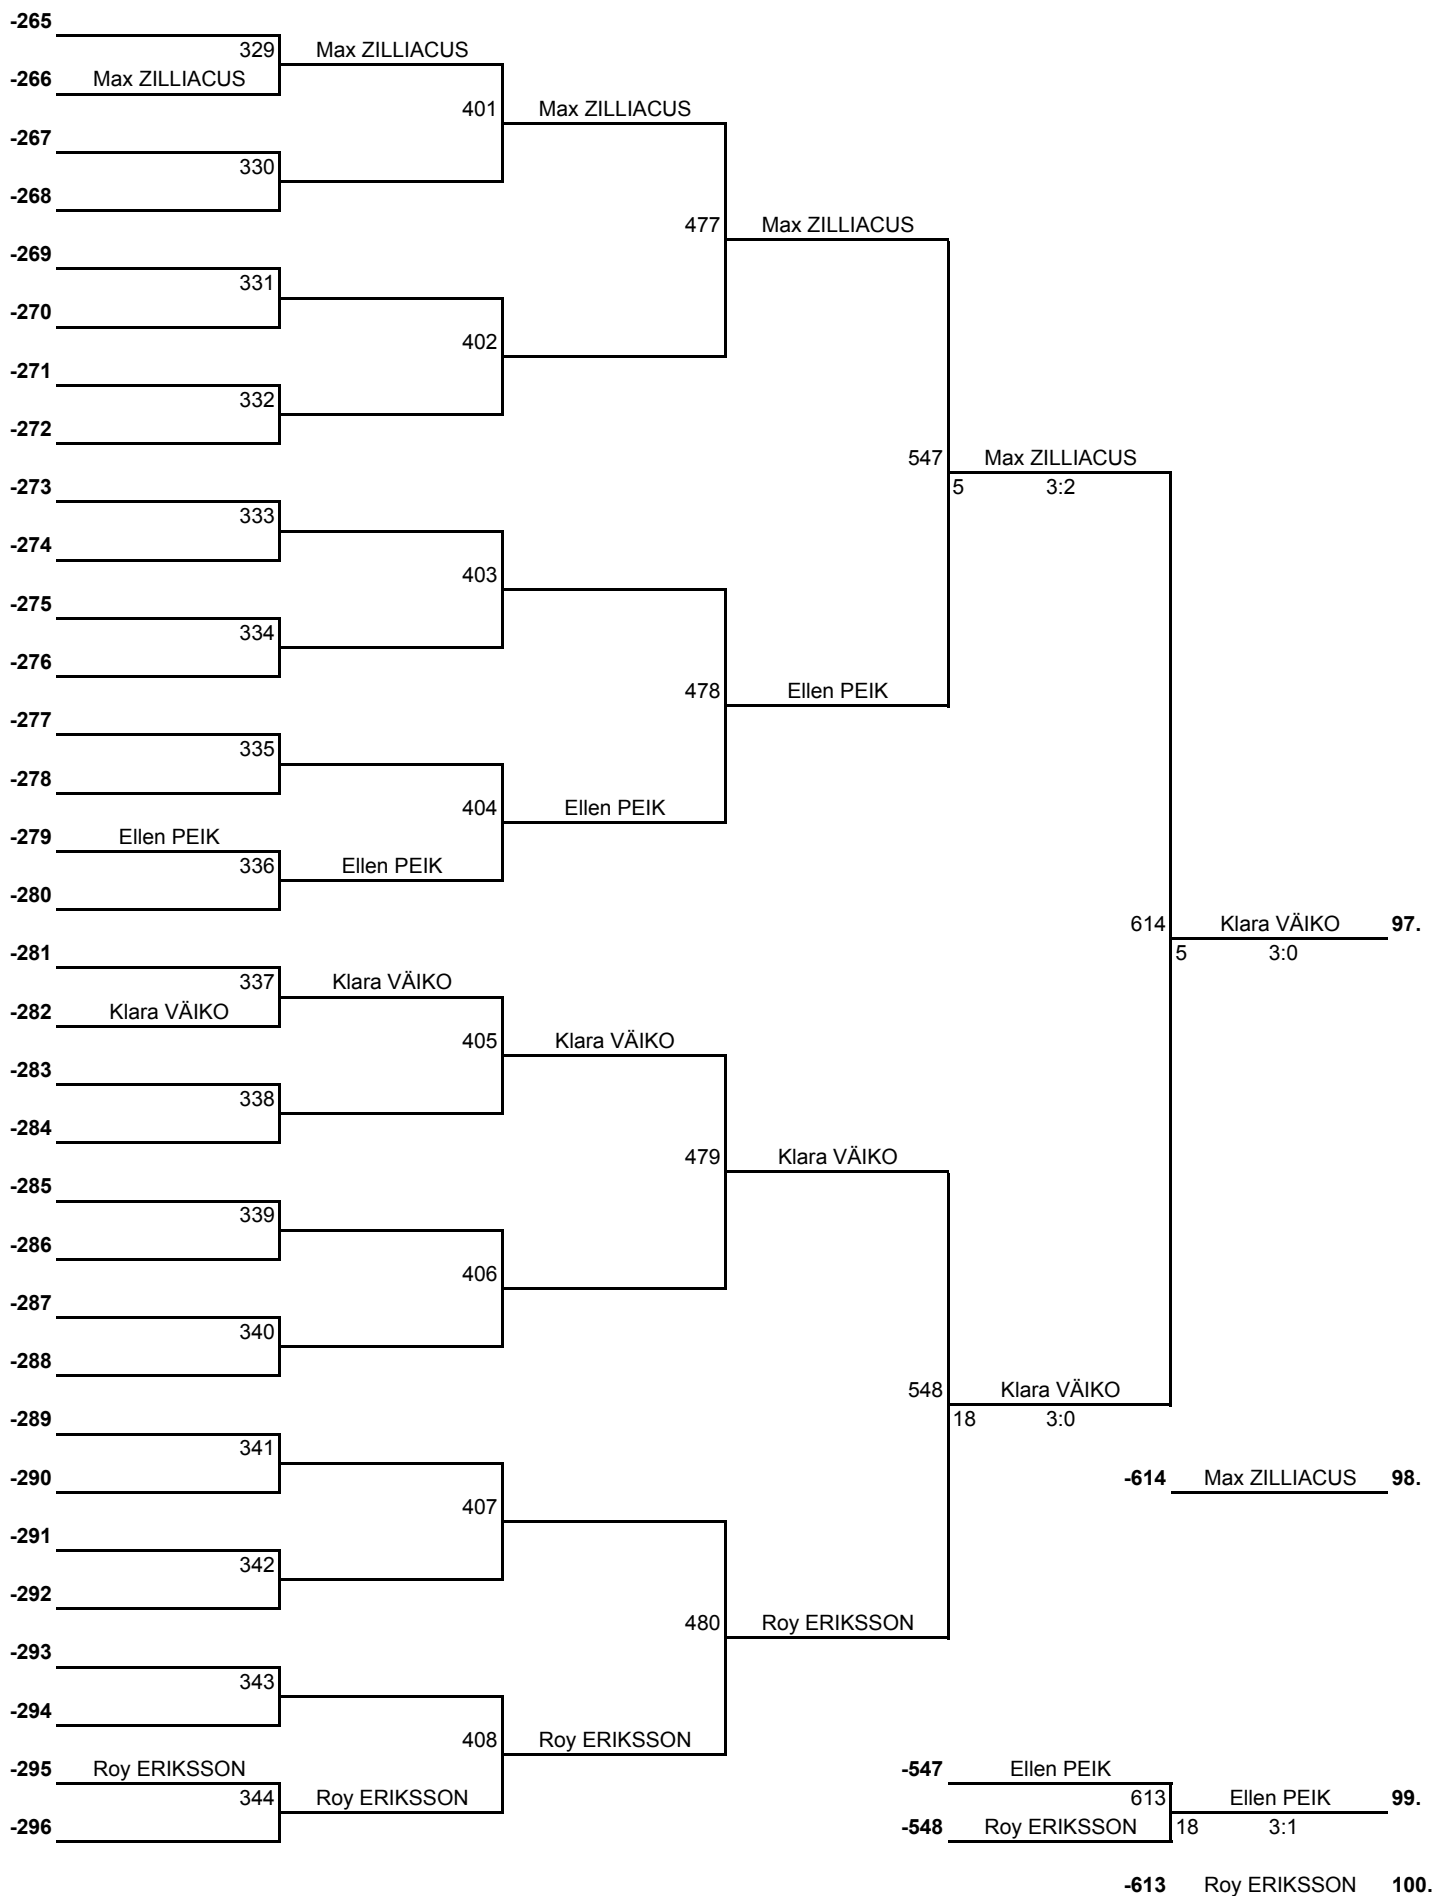 -265
329 Max ZILLIACUS
-266 Max ZILLIACUS
401 Max ZILLIACUS
-267
330
-268
477 Max ZILLIACUS
-269
331
-270
402
-271
332
-272
547 Max ZILLIACUS
5 3:2
-273
333
-274
403
-275
334
-276
478 Ellen PEIK
-277
335
-278
404 Ellen PEIK
-279 Ellen PEIK
336 Ellen PEIK
-280
614 Klara VÄIKO 97.
5 3:0
-281
337 Klara VÄIKO
-282 Klara VÄIKO
405 Klara VÄIKO
-283
338
-284
479 Klara VÄIKO
-285
339
-286
406
-287
340
-288
548 Klara VÄIKO
18 3:0
-289
341
-290
-614 Max ZILLIACUS 98.
407
-291
342
-292
480 Roy ERIKSSON
-293
343
-294
408 Roy ERIKSSON
-295 Roy ERIKSSON
-547 Ellen PEIK
344 Roy ERIKSSON
613 Ellen PEIK 99.
-296
-548 Roy ERIKSSON
18 3:1
-613 Roy ERIKSSON 100.